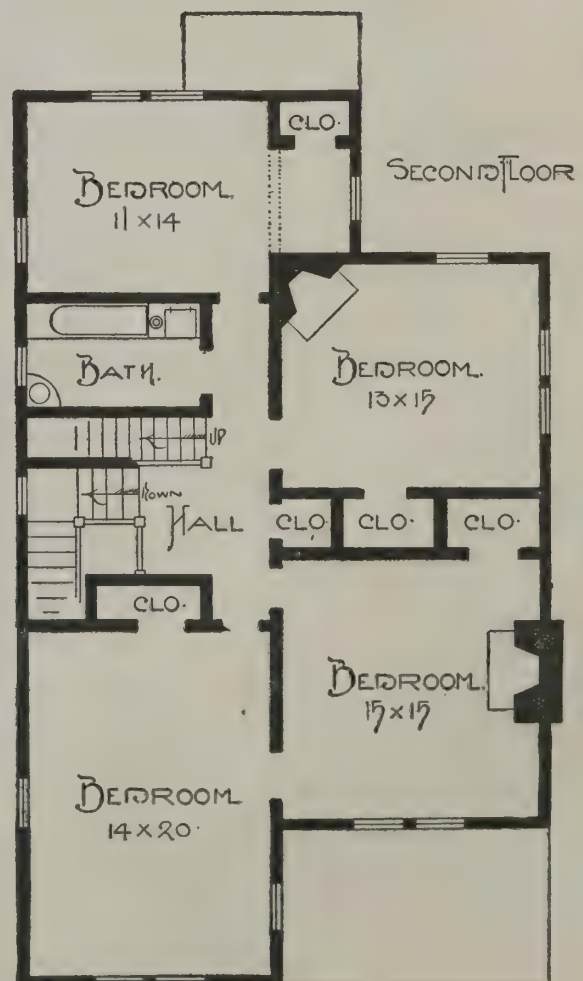 CLO.
SECOND FLOOR
BEDROOM.
11 × 14
BATH.
BEDROOM.
13 × 15
UP
DOWN
HALL
CLO.
CLO.
CLO.
CLO.
BEDROOM.
15 × 15
BEDROOM
14 × 20.